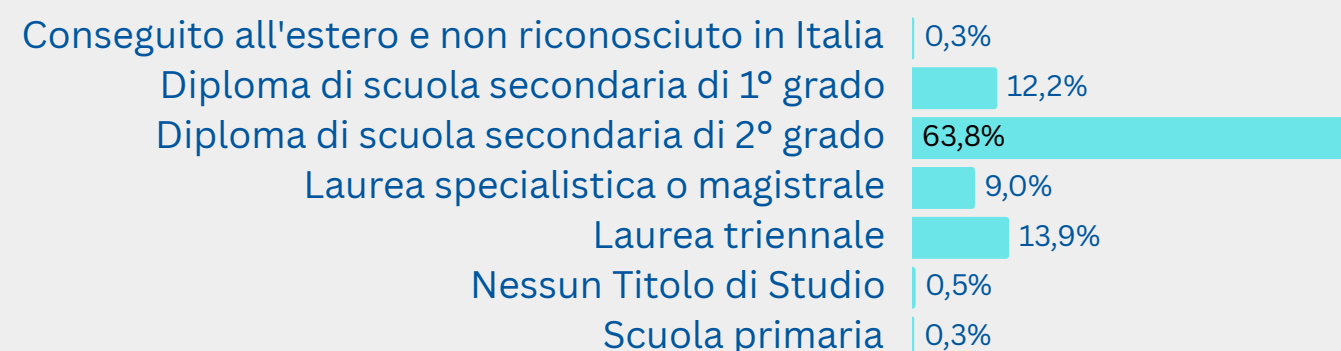 Conseguito all'estero e non riconosciuto in Italia 0,3%
Diploma di scuola secondaria di 1° grado 12,2%
Diploma di scuola secondaria di 2° grado 63,8%
Laurea specialistica o magistrale 9,0%
Laurea triennale 13,9%
Nessun Titolo di Studio 0,5%
Scuola primaria 0,3%